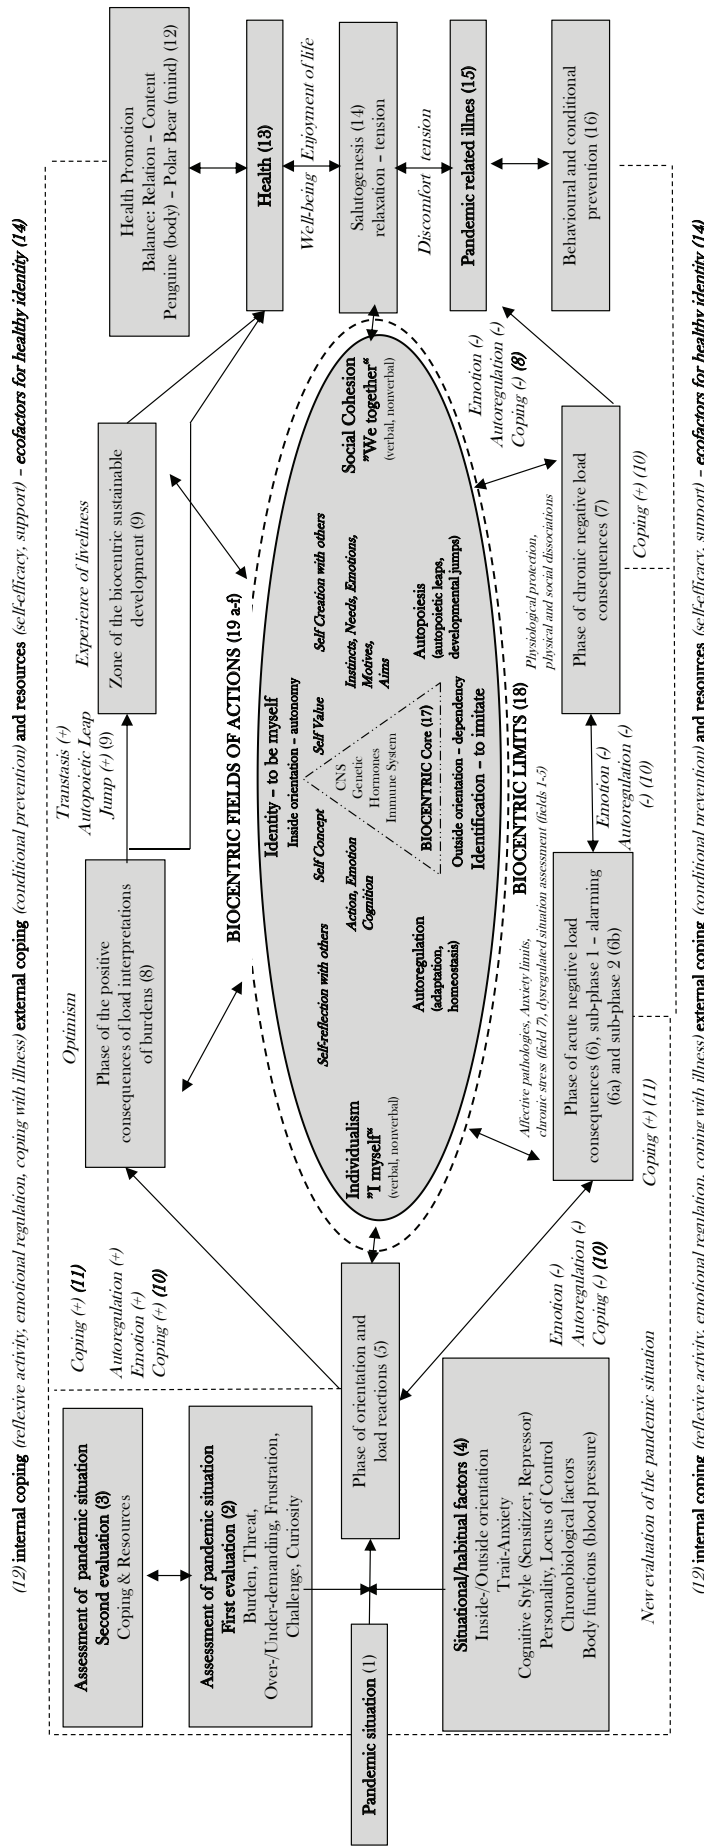 (12) internal coping (reflexive activity, emotional regulation, coping with illness) external coping (conditional prevention) and resources (self-efficacy, support) – ecofactors for healthy identity (14)
Assessment of pandemic situation
Second evaluation (3)
Coping & Resources
Assessment of pandemic situation
First evaluation (2)
Burden, Threat,
Over-/Under-demanding, Frustration,
Challenge, Curiosity
Pandemic situation (1)
Situational/habitual factors (4)
Inside-/Outside orientation
Trait-Anxiety
Cognitive Style (Sensitizer, Repressor)
Personality, Locus of Control
Chronobiological factors
Body functions (blood pressure)
Coping (+) (11)
Autoregulation (+)
Emotion (+)
Coping (+) (10)
Phase of orientation and
load reactions (5)
Emotion (-)
Autoregulation (-)
Coping (-) (10)
New evaluation of the pandemic situation
Optimism
Phase of the positive
consequences of load interpretations
of burdens (8)
Transtasis (+)
Autopoietic Leap
Jump (+) (9)
Experience of liveliness
Zone of the biocentric sustainable
development (9)
BIOCENTRIC FIELDS OF ACTIONS (19 a-f)
Identity – to be myself
Inside orientation – autonomy
Self-reflection with others
Self Concept
Self Value
Self Creation with others
Individualism
"I myself“
(verbal, nonverbal)
Action, Emotion
Cognition
CNS
Genetic
Hormones
Immune System
Instincts, Needs, Emotions,
Motives,
Aims
Social Cohesion
"We together“
(verbal, nonverbal)
Autoregulation
(adaptation,
homeostasis)
BIOCENTRIC Core (17)
Outside orientation – dependency
Identification – to imitate
Autopoiesis
(autopoietic leaps,
developmental jumps)
BIOCENTRIC LIMITS (18)
Affective pathologies, Anxiety limits,
chronic stress (field 7), dysregulated situation assessment (fields 1-5)
Physiological protection,
physical and social dissociations
Phase of acute negative load
consequences (6), sub-phase 1 – alarming
(6a) and sub-phase 2 (6b)
Coping (+) (11)
Emotion (-)
Autoregulation (-)
(-) (10)
Phase of chronic negative load
consequences (7)
Coping (+) (10)
Emotion (-)
Autoregulation (-)
Coping (-) (8)
Health Promotion
Balance: Relation – Content
Penguine (body) – Polar Bear (mind) (12)
Health (13)
Well-being Enjoyment of life
Salutogenesis (14)
relaxation – tension
Discomfort tension
Pandemic related illnes (15)
Behavioural and conditional
prevention (16)
(12) internal coping (reflexive activity, emotional regulation, coping with illness) external coping (conditional prevention) and resources (self-efficacy, support) – ecofactors for healthy identity (14)